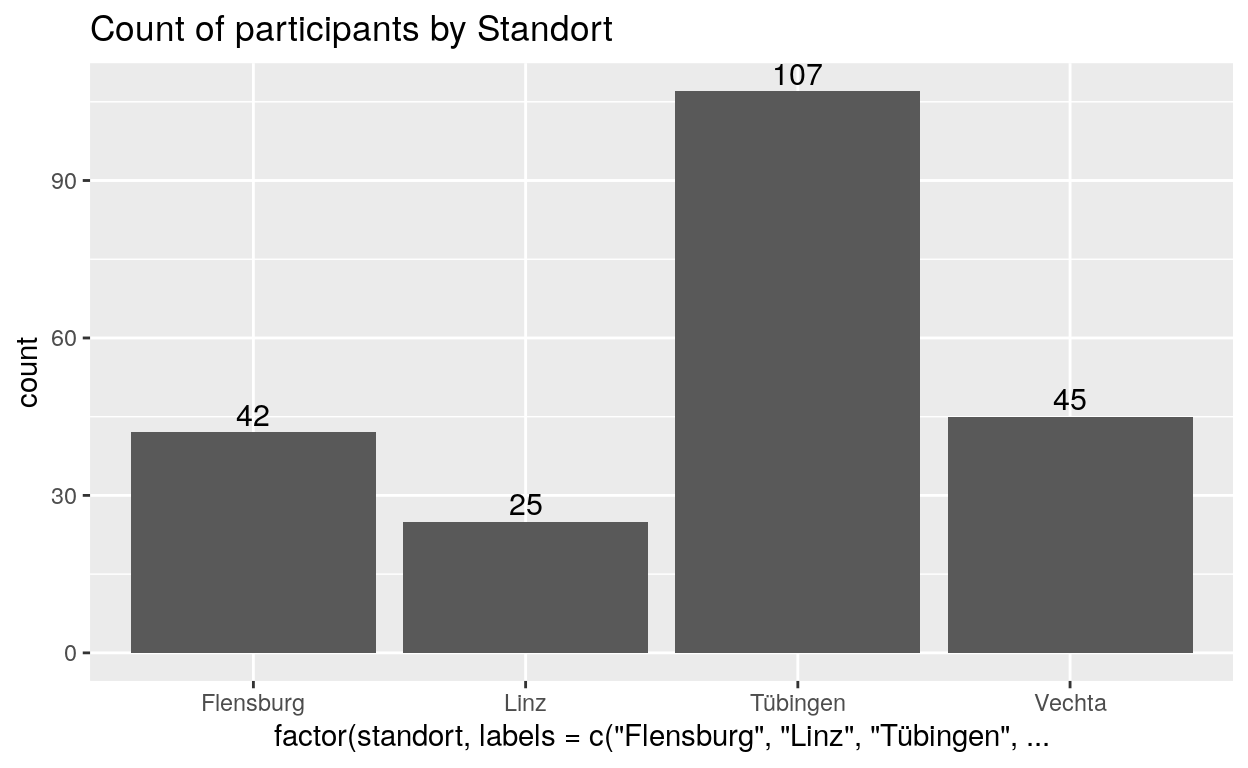 Count of participants by Standort
107
90
60
45
42
30
25
0
count
Flensburg Linz Tübingen Vechta
factor(standort, labels = c("Flensburg", "Linz", "Tübingen", ...